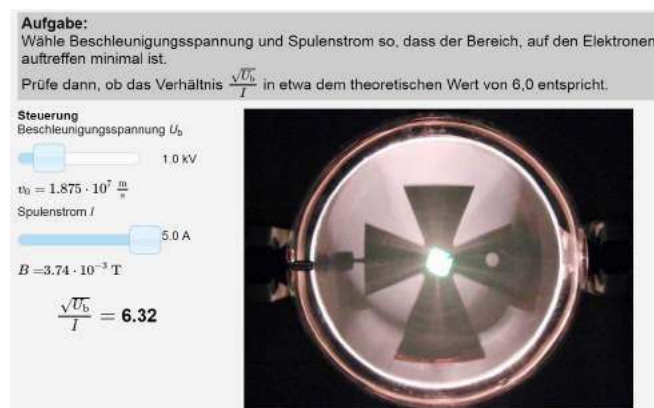 Aufgabe:
Wähle Beschleunigungsspannung und Spulenstrom so, dass der Bereich, auf den Elektronen
auftreffen minimal ist.
Prüfe dann, ob das Verhältnis √U_b / I in etwa dem theoretischen Wert von 6,0 entspricht.
Steuerung
Beschleunigungsspannung U_b
1.0 kV
v_0 = 1.875 · 10^7 m/s
Spulenstrom I
5.0 A
B =3.74 · 10^−3 T
√U_b / I = 6.32